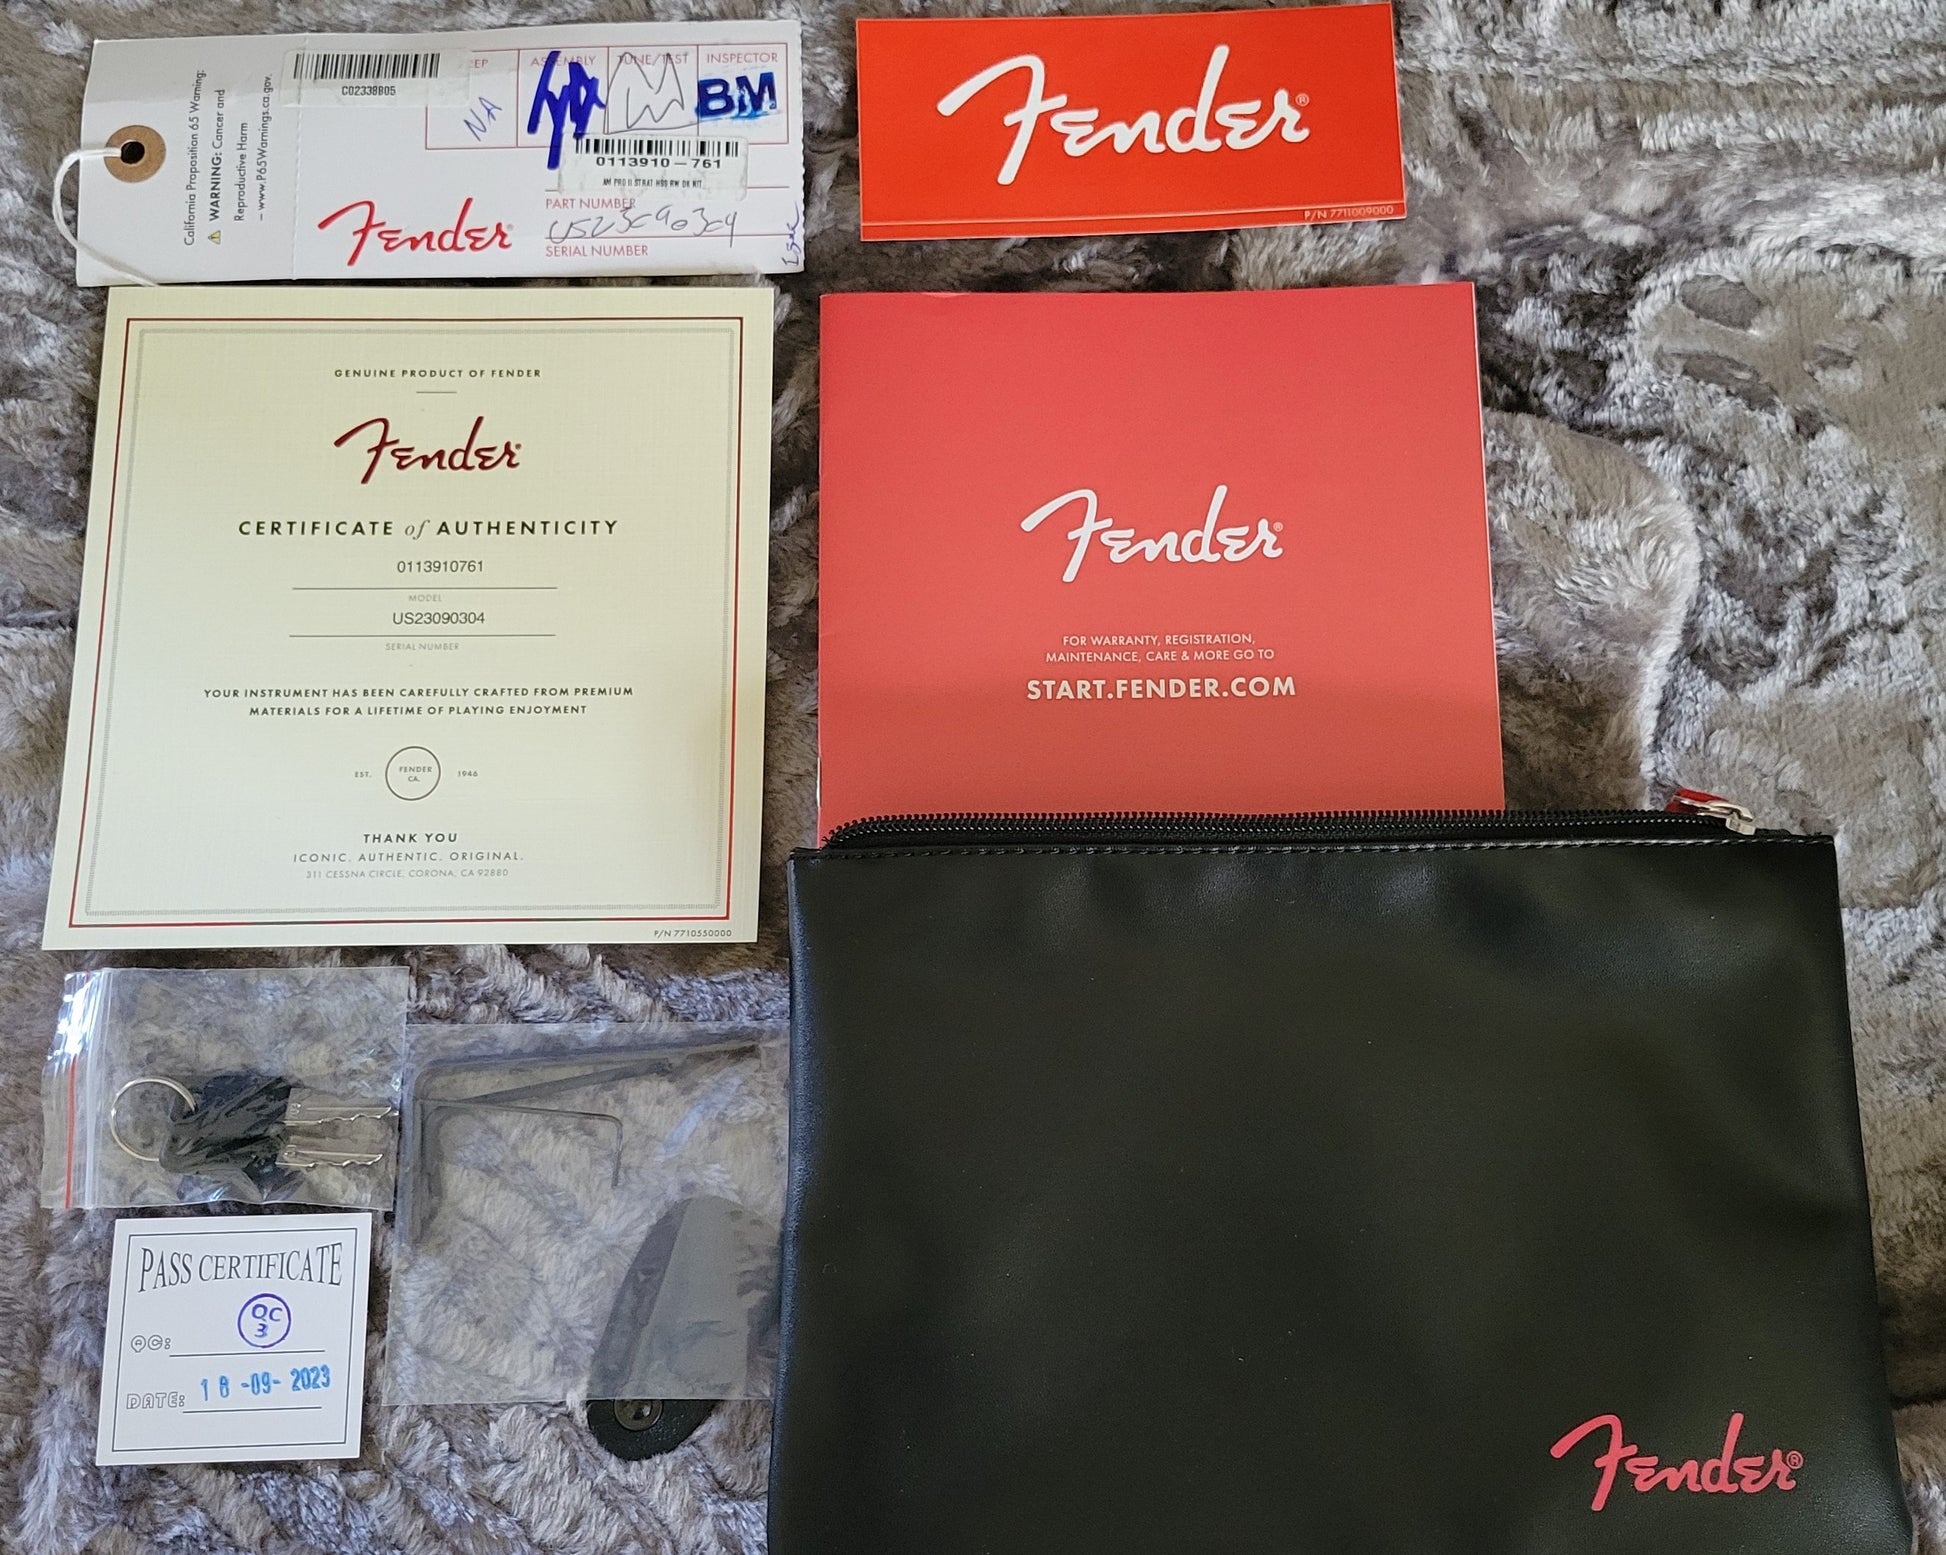 California Proposition 65 Warning:
⚠ WARNING: Cancer and
Reproductive Harm
– www.P65Warnings.ca.gov.
C02338B05
EP
ASSEMBLY
TUNE/TEST
INSPECTOR
NA
BM
0113910-761
AM PRO II STRAT HSS RW DK NIT
PART NUMBER
US23090304
SERIAL NUMBER
Fender
Fender®
P/N 7711009000
GENUINE PRODUCT OF FENDER
Fender®
CERTIFICATE of AUTHENTICITY
0113910761
MODEL
US23090304
SERIAL NUMBER
YOUR INSTRUMENT HAS BEEN CAREFULLY CRAFTED FROM PREMIUM
MATERIALS FOR A LIFETIME OF PLAYING ENJOYMENT
EST. FENDER CA. 1946
THANK YOU
ICONIC. AUTHENTIC. ORIGINAL.
311 CESSNA CIRCLE, CORONA, CA 92880
P/N 7710550000
Fender®
FOR WARRANTY, REGISTRATION,
MAINTENANCE, CARE & MORE GO TO
START.FENDER.COM
PASS CERTIFICATE
QC: QC 3
DATE: 18-09-2023
Fender®